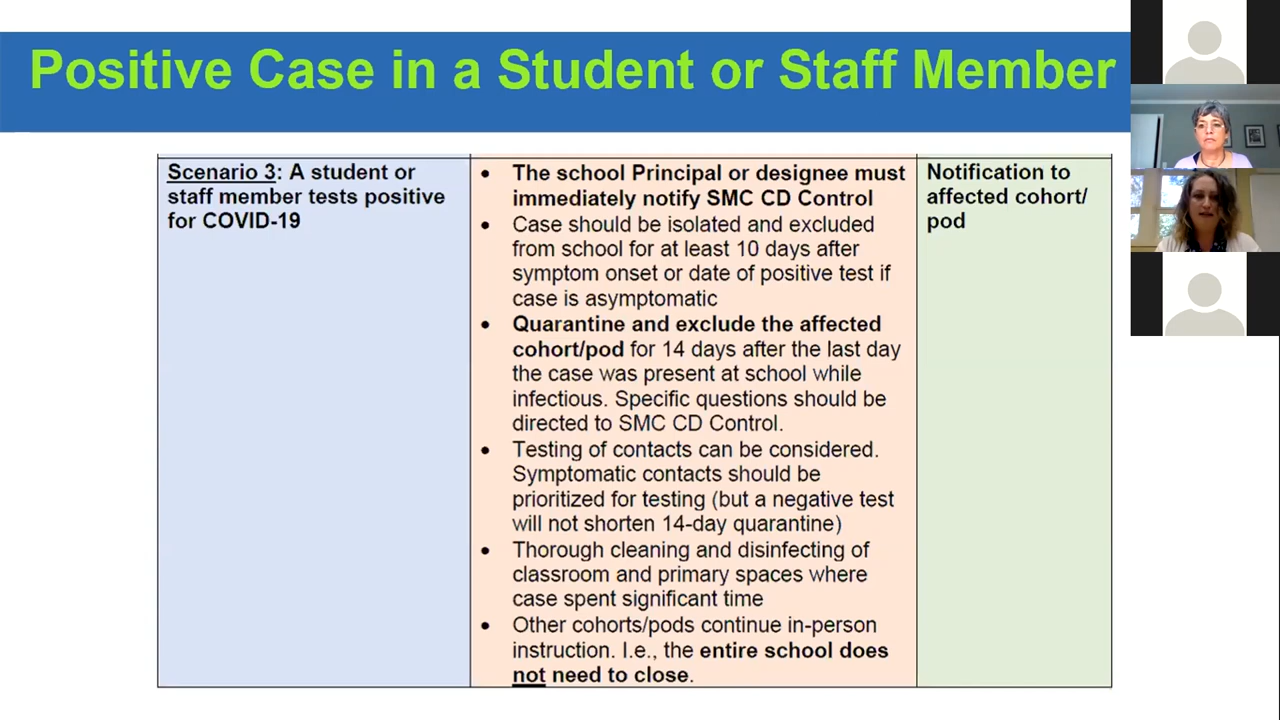 Positive Case in a Student or Staff Member
Scenario 3: A student or
staff member tests positive
for COVID-19
• The school Principal or designee must
immediately notify SMC CD Control
• Case should be isolated and excluded
from school for at least 10 days after
symptom onset or date of positive test if
case is asymptomatic
• Quarantine and exclude the affected
cohort/pod for 14 days after the last day
the case was present at school while
infectious. Specific questions should be
directed to SMC CD Control.
• Testing of contacts can be considered.
Symptomatic contacts should be
prioritized for testing (but a negative test
will not shorten 14-day quarantine)
• Thorough cleaning and disinfecting of
classroom and primary spaces where
case spent significant time
• Other cohorts/pods continue in-person
instruction. I.e., the entire school does
not need to close.
Notification to
affected cohort/
pod